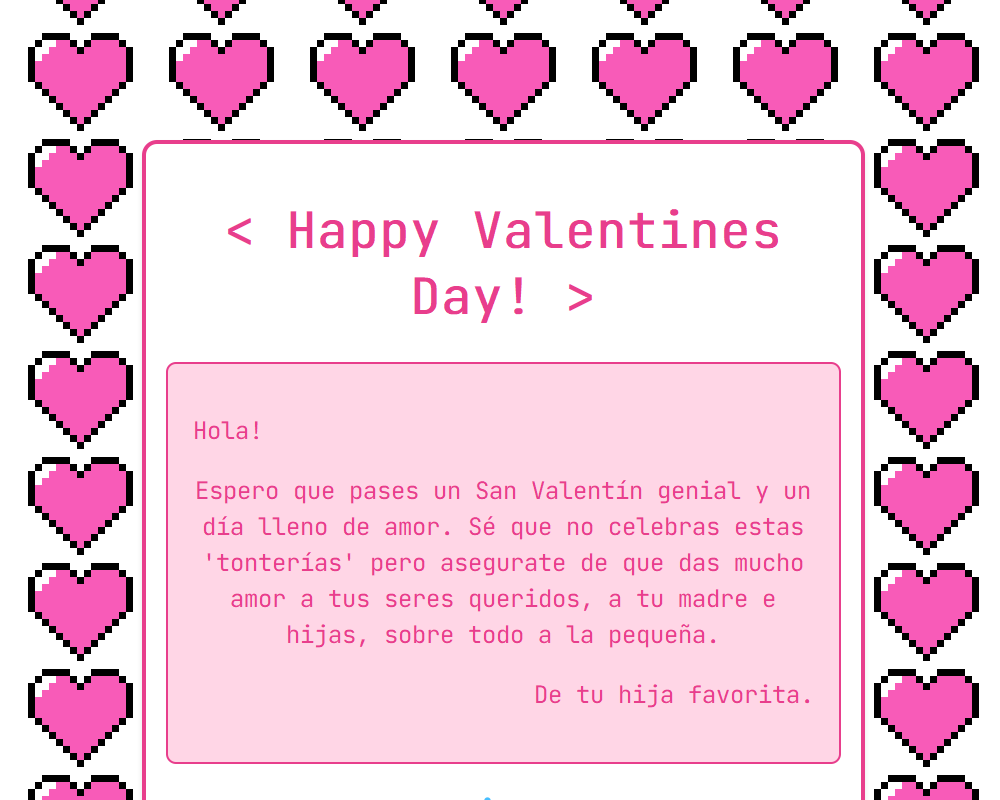 < Happy Valentines
Day! >
Hola!
Espero que pases un San Valentín genial y un
día lleno de amor. Sé que no celebras estas
'tonterías' pero asegurate de que das mucho
amor a tus seres queridos, a tu madre e
hijas, sobre todo a la pequeña.
De tu hija favorita.